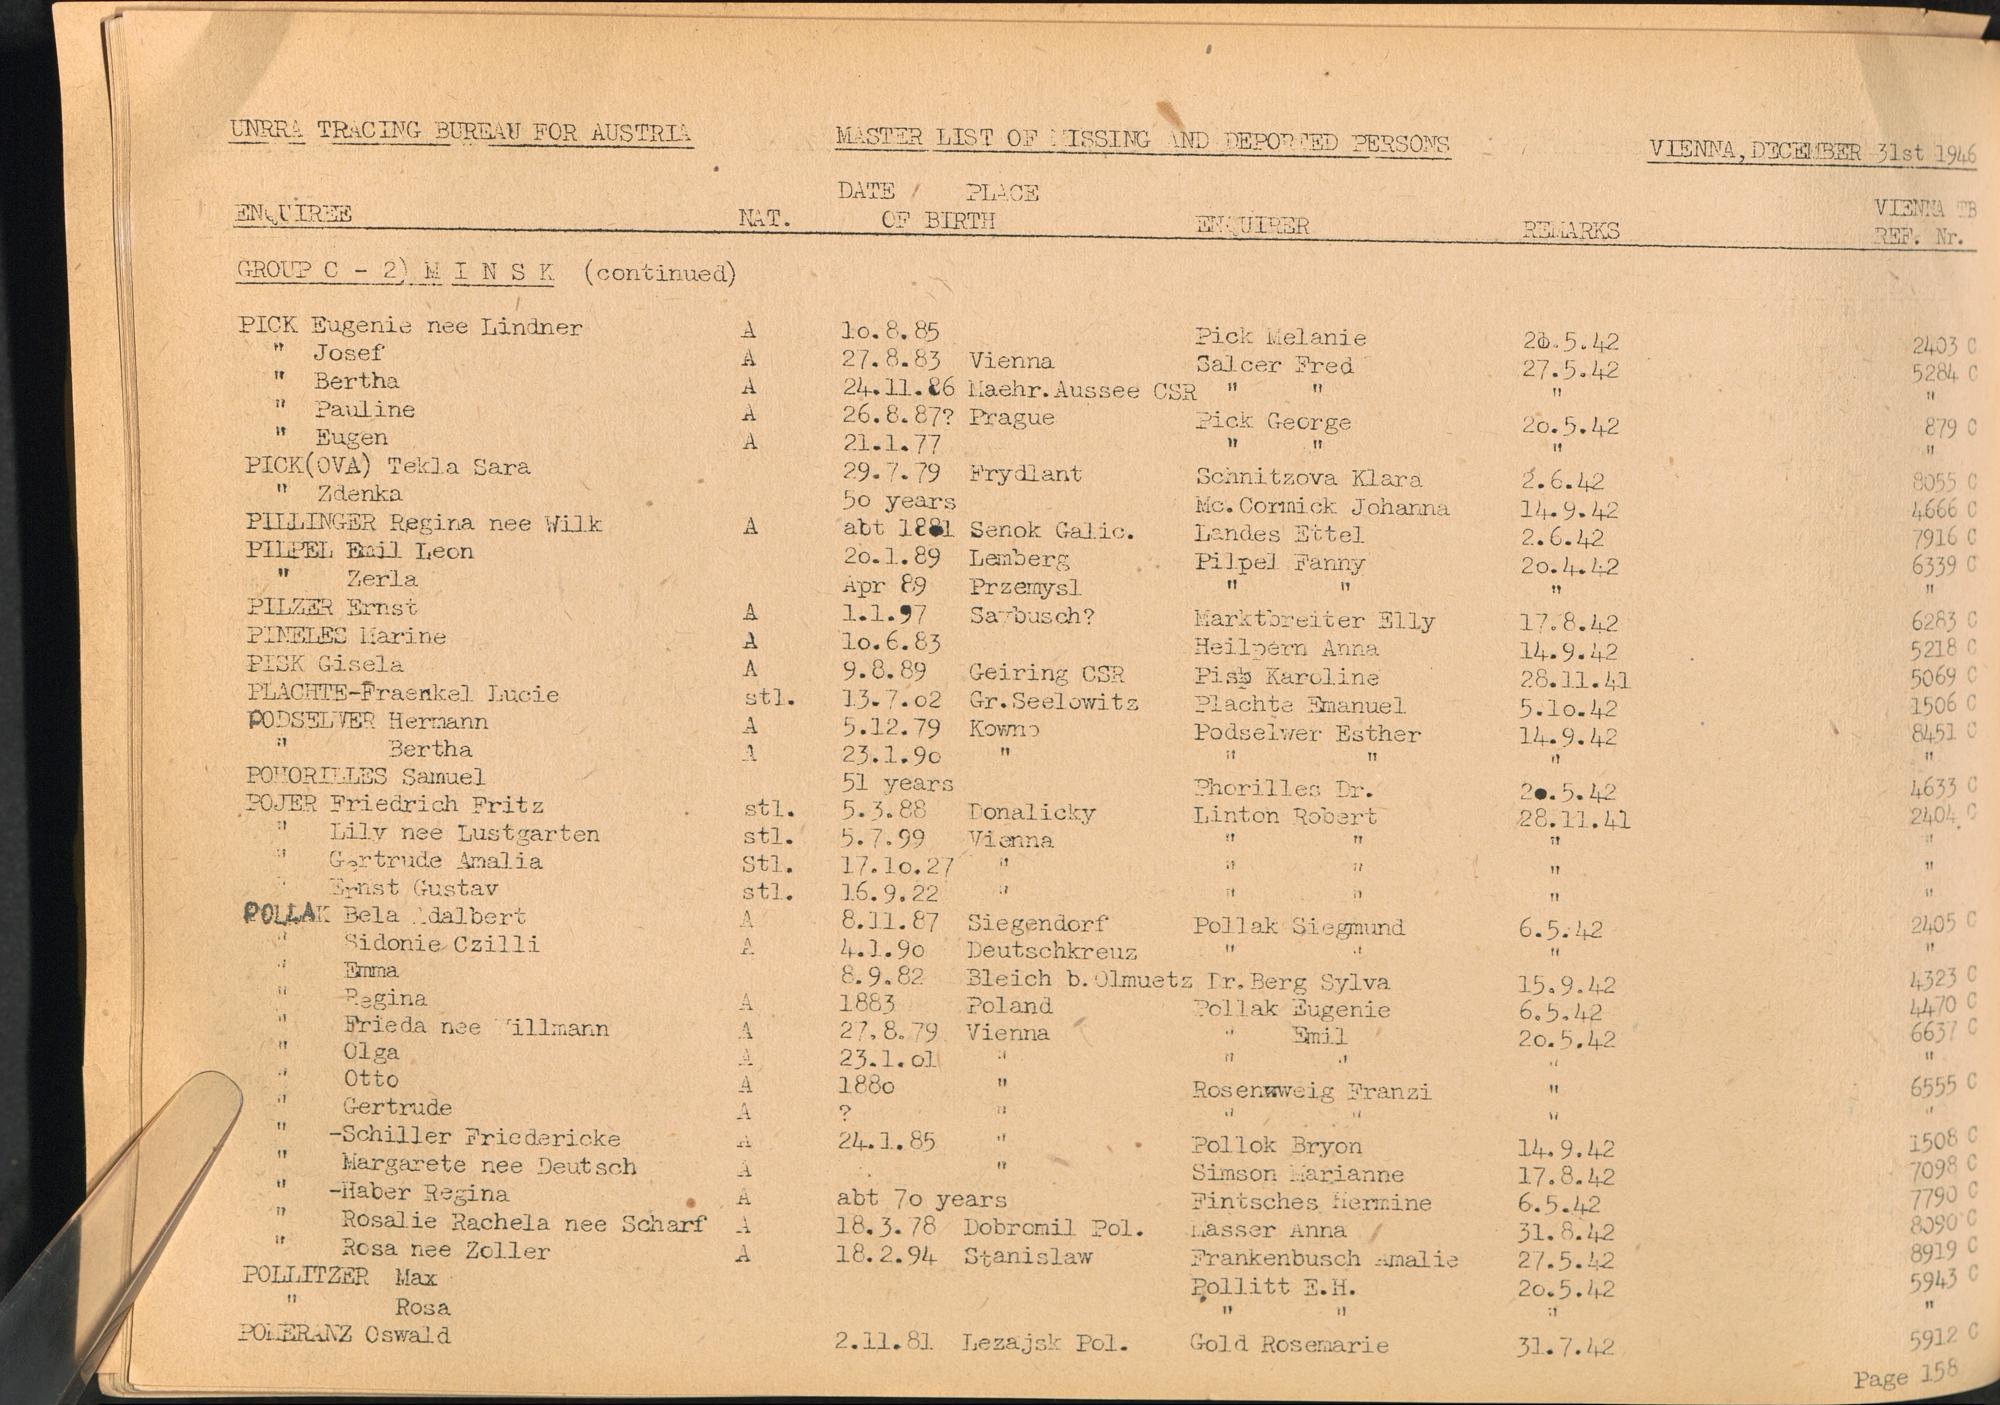 UNRRA TRACING BUREAU FOR AUSTRIA MASTER LIST OF MISSING AND DEPORTED PERSONS VIENNA, DECEMBER 31st 1946
DATE / PLACE VIENNA TB
ENQUIREE NAT. OF BIRTH ENQUIRER REMARKS REF. Nr.
GROUP C - 2) M I N S K (continued)
PICK Eugenie nee Lindner A 1o.8.85 Pick Melanie 2o.5.42 2403 C
" Josef A 27.8.83 Vienna Salcer Fred 27.5.42 5284 C
" Bertha A 24.11.86 Maehr.Aussee CSR " " " "
" Pauline A 26.8.87? Prague Pick George 2o.5.42 879 C
" Eugen A 21.1.77 " " " "
PICK(OVA) Tekla Sara 29.7.79 Frydlant Schnitzova Klara 2.6.42 8055 C
" Zdenka 5o years Mc.Cormick Johanna 14.9.42 4666 C
PILLINGER Regina nee Wilk A abt 1881 Senok Galic. Landes Ettel 2.6.42 7916 C
PILPEL Emil Leon 2o.1.89 Lemberg Pilpel Fanny 2o.4.42 6339 C
" Zerla Apr 89 Przemysl " " " "
PILZER Ernst A 1.1.97 Saybusch? Marktbreiter Elly 17.8.42 6283 C
PINELES Marine A 1o.6.83 Heilpern Anna 14.9.42 5218 C
PISK Gisela A 9.8.89 Geiring CSR Karoline 28.11.41 5069 C
PLACHTE-Fraenkel Lucie stl. 13.7.o2 Gr.Seelowitz Plachte Emanuel 5.1o.42 1506 C
PODSELVER Hermann A 5.12.79 Kowno Podselwer Esther 14.9.42 8451 C
" Bertha A 23.1.9o " " " " "
POHORILLES Samuel 51 years Phorilles Dr. 2o.5.42 4633 C
POJER Friedrich Fritz stl. 5.3.88 Donalicky Linton Robert 28.11.41 2404 C
" Lily nee Lustgarten stl. 5.7.99 Vienna " " " "
" Gertrude Amalia Stl. 17.1o.27 " " " " "
" Ernst Gustav stl. 16.9.22 " " " " "
POLLAK Bela Adalbert A 8.11.87 Siegendorf Pollak Siegmund 6.5.42 2405 C
" Sidonie Czilli A 4.1.9o Deutschkreuz " " " "
" Emma 8.9.82 Bleich b.Olmuetz Dr.Berg Sylva 15.9.42 4323 C
" Regina A 1883 Poland Pollak Eugenie 6.5.42 4470 C
" Frieda nee Willmann A 27.8.79 Vienna " Emil 2o.5.42 6637 C
" Olga A 23.1.o1 " " " " "
" Otto A 188o " Rosenzweig Franzi " 6555 C
" Gertrude A ? " " " " "
" -Schiller Friedericke A 24.1.85 " Pollok Bryon 14.9.42 1508 C
" Margarete nee Deutsch A " Simson Marianne 17.8.42 7098 C
" -Haber Regina A abt 7o years Fintsches Hermine 6.5.42 7790 C
" Rosalie Rachela nee Scharf A 18.3.78 Dobromil Pol. Lasser Anna 31.8.42 8090 C
" Rosa nee Zoller A 18.2.94 Stanislaw Frankenbusch Amalie 27.5.42 8919 C
POLLITZER Max Pollitt E.H. 2o.5.42 5943 C
" Rosa " " " "
POMERANZ Oswald 2.11.81 Lezajsk Pol. Gold Rosemarie 31.7.42 5912 C
Page 158